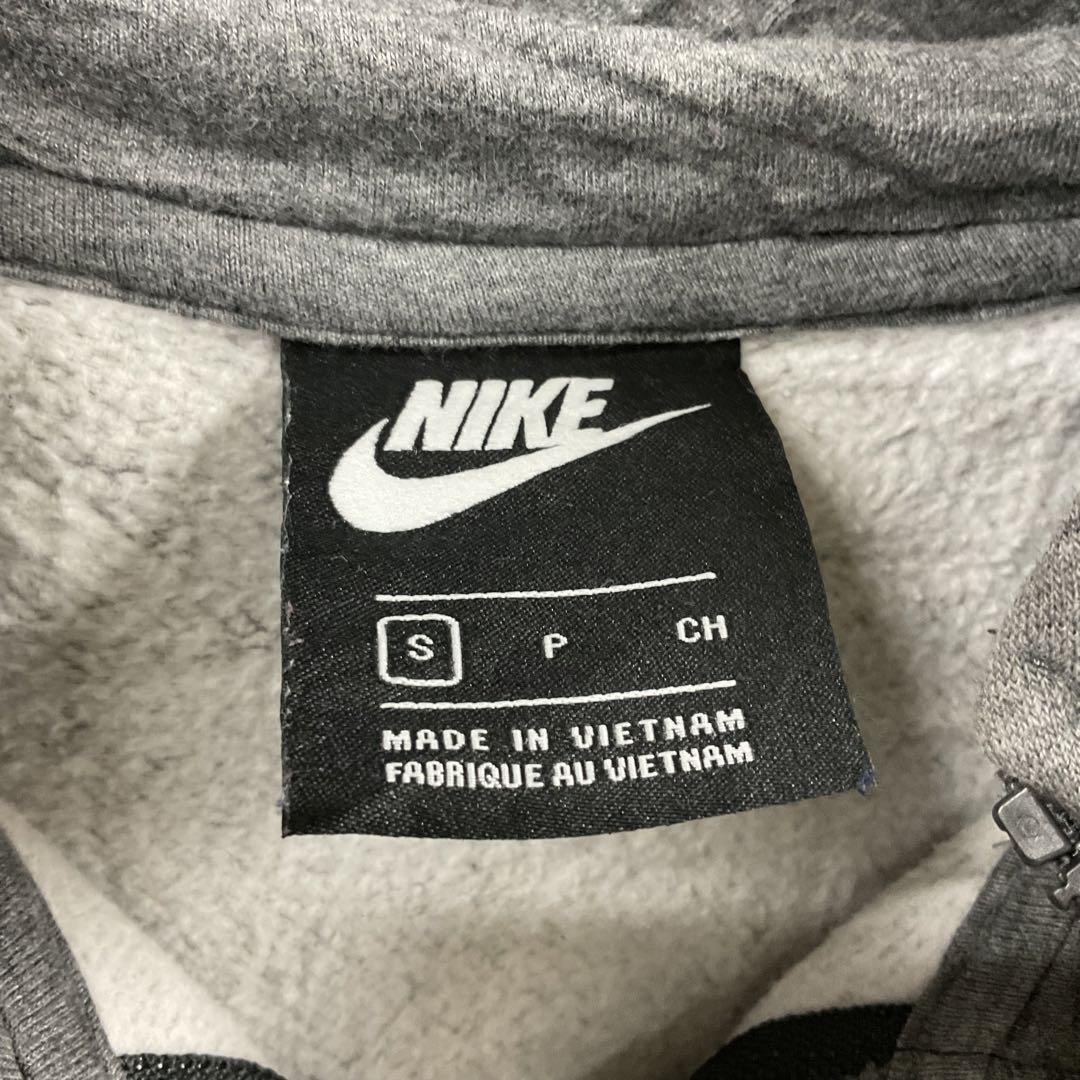 NIKE
S P CH
MADE IN VIETNAM
FABRIQUE AU VIETNAM